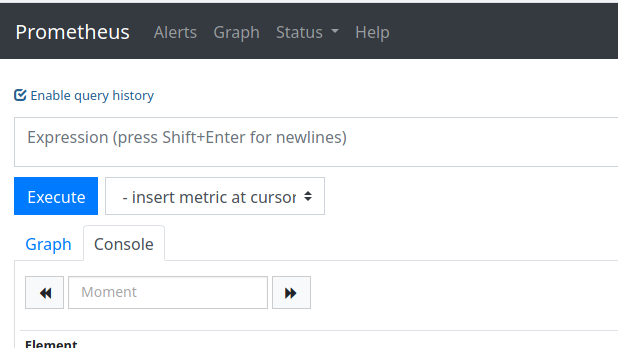 Prometheus Alerts Graph Status Help
Enable query history
Expression (press Shift+Enter for newlines)
Execute - insert metric at cursor
Graph Console
Moment
Element